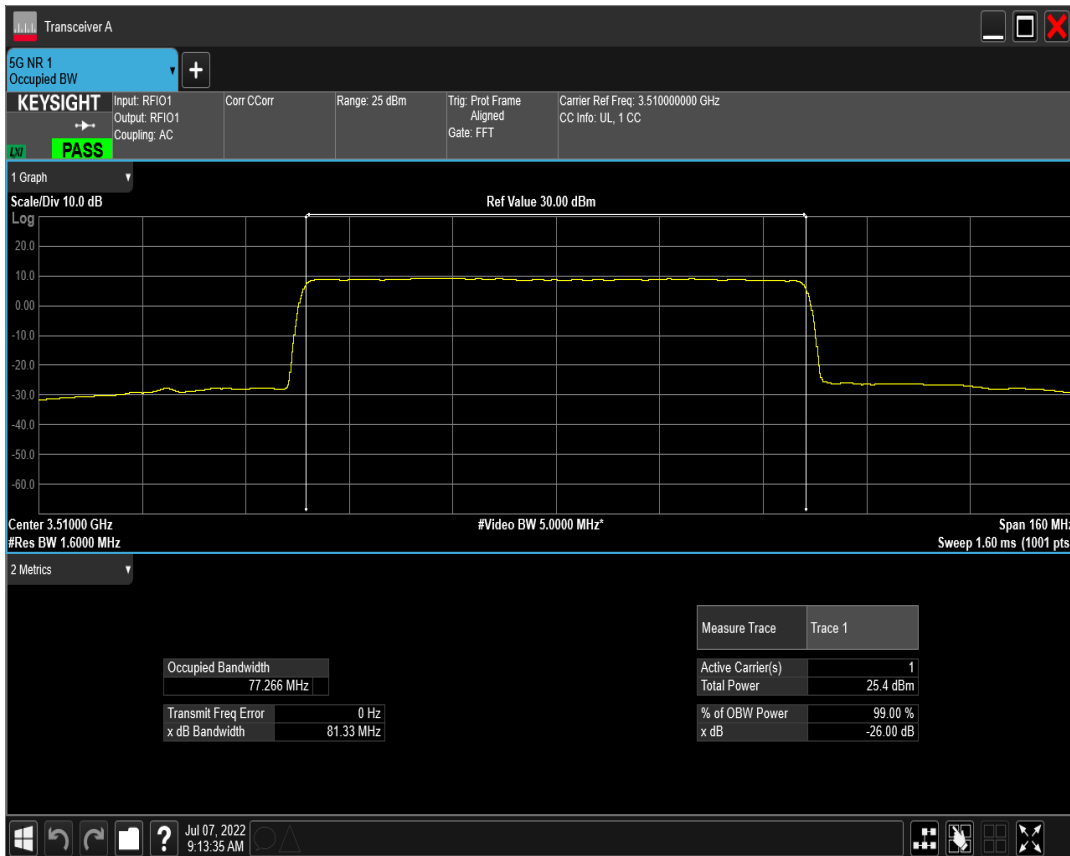 Transceiver A
5G NR 1
Occupied BW
KEYSIGHT
LXI
PASS
Input: RFIO1
Output: RFIO1
Coupling: AC
Corr CCorr
Range: 25 dBm
Trig: Prot Frame
Aligned
Gate: FFT
Carrier Ref Freq: 3.510000000 GHz
CC Info: UL, 1 CC
1 Graph
Scale/Div 10.0 dB
Ref Value 30.00 dBm
Log
20.0
10.0
0.00
-10.0
-20.0
-30.0
-40.0
-50.0
-60.0
Center 3.51000 GHz
#Video BW 5.0000 MHz*
Span 160 MHz
#Res BW 1.6000 MHz
Sweep 1.60 ms (1001 pts
2 Metrics
Measure Trace Trace 1
Occupied Bandwidth
77.266 MHz
Active Carrier(s) 1
Total Power 25.4 dBm
Transmit Freq Error 0 Hz
x dB Bandwidth 81.33 MHz
% of OBW Power 99.00 %
x dB -26.00 dB
?
Jul 07, 2022
9:13:35 AM